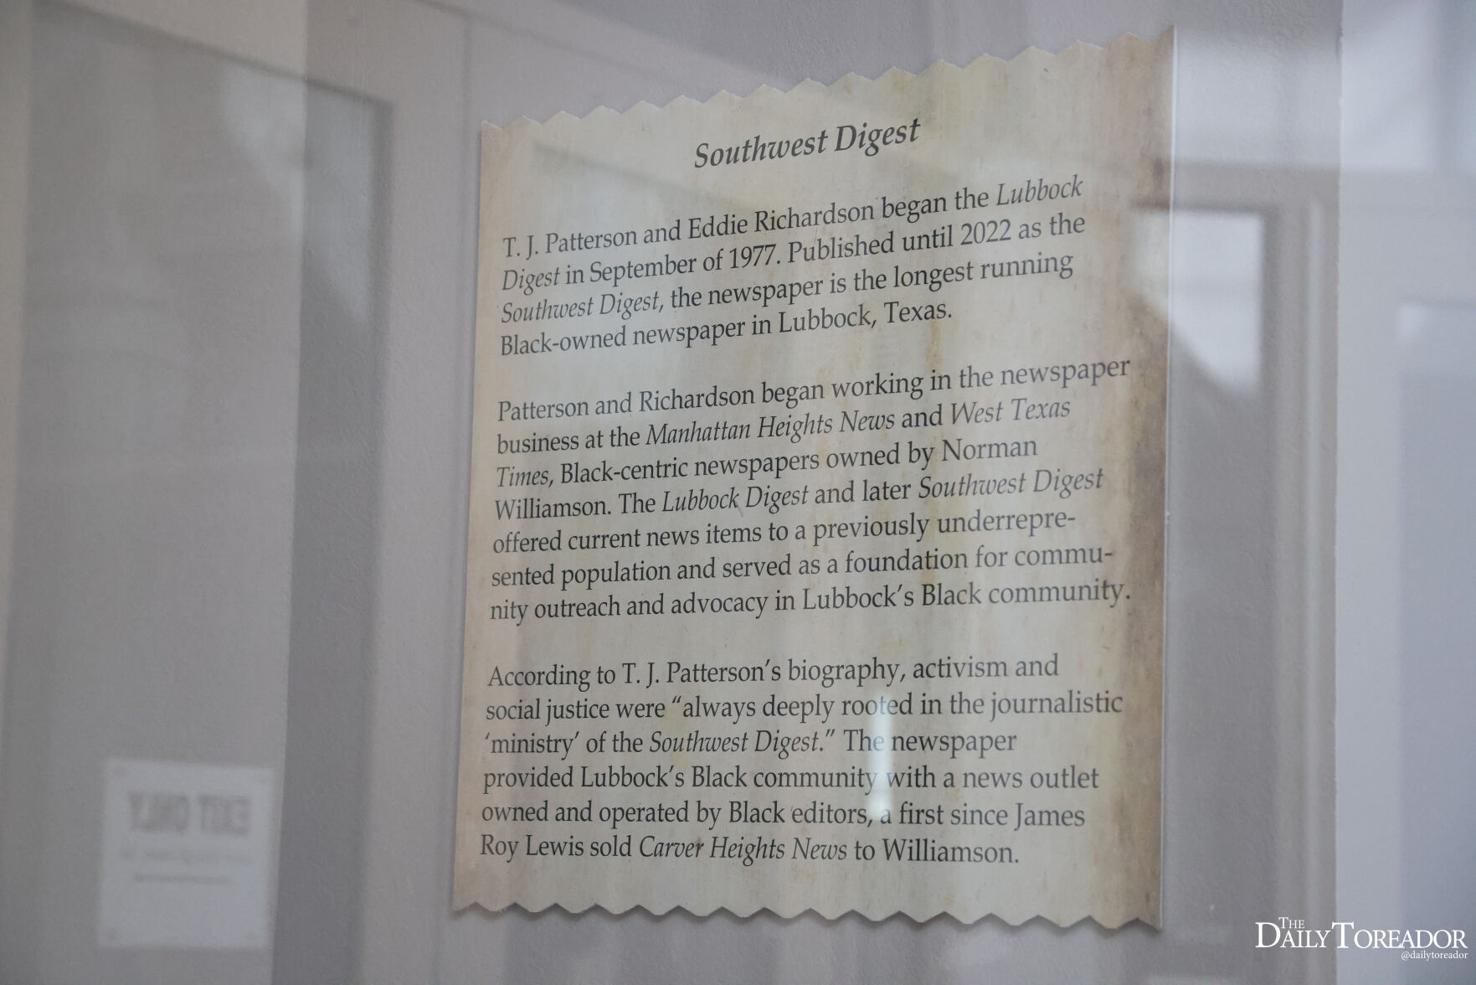 Southwest Digest
T. J. Patterson and Eddie Richardson began the Lubbock
Digest in September of 1977. Published until 2022 as the
Southwest Digest, the newspaper is the longest running
Black-owned newspaper in Lubbock, Texas.
Patterson and Richardson began working in the newspaper
business at the Manhattan Heights News and West Texas
Times, Black-centric newspapers owned by Norman
Williamson. The Lubbock Digest and later Southwest Digest
offered current news items to a previously underrepre-
sented population and served as a foundation for commu-
nity outreach and advocacy in Lubbock's Black community.
According to T. J. Patterson's biography, activism and
social justice were “always deeply rooted in the journalistic
‘ministry’ of the Southwest Digest.” The newspaper
provided Lubbock's Black community with a news outlet
owned and operated by Black editors, a first since James
Roy Lewis sold Carver Heights News to Williamson.
EXIT ONLY
THE
DAILY TOREADOR
@dailytoreador